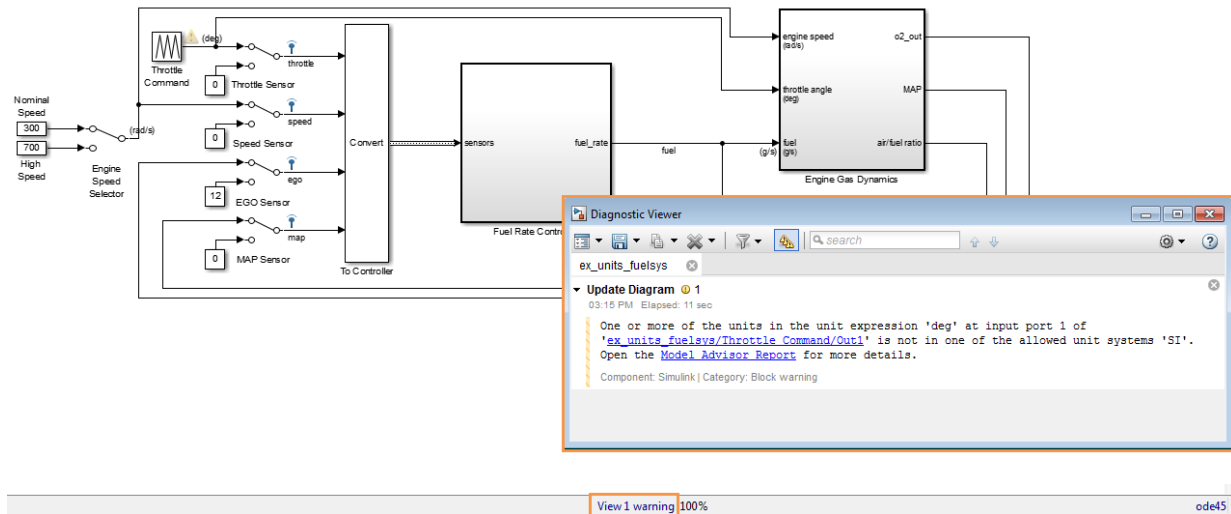 (deg)
Throttle
Command
throttle
0
Throttle Sensor
Nominal
Speed
300
700
High
Speed
(rad/s)
Engine
Speed
Selector
speed
0
Speed Sensor
ego
12
EGO Sensor
map
0
MAP Sensor
Convert
To Controller
sensors
fuel_rate
Fuel Rate Contro
fuel
(g/s)
engine speed
(rad/s)
throttle angle
(deg)
fuel
(g/s)
o2_out
MAP
air/fuel ratio
Engine Gas Dynamics
Diagnostic Viewer
search
ex_units_fuelsys
Update Diagram 1
03:15 PM Elapsed: 11 sec
One or more of the units in the unit expression 'deg' at input port 1 of
'ex_units_fuelsys/Throttle Command/Out1' is not in one of the allowed unit systems 'SI'.
Open the Model Advisor Report for more details.
Component: Simulink | Category: Block warning
View 1 warning 100%
ode45